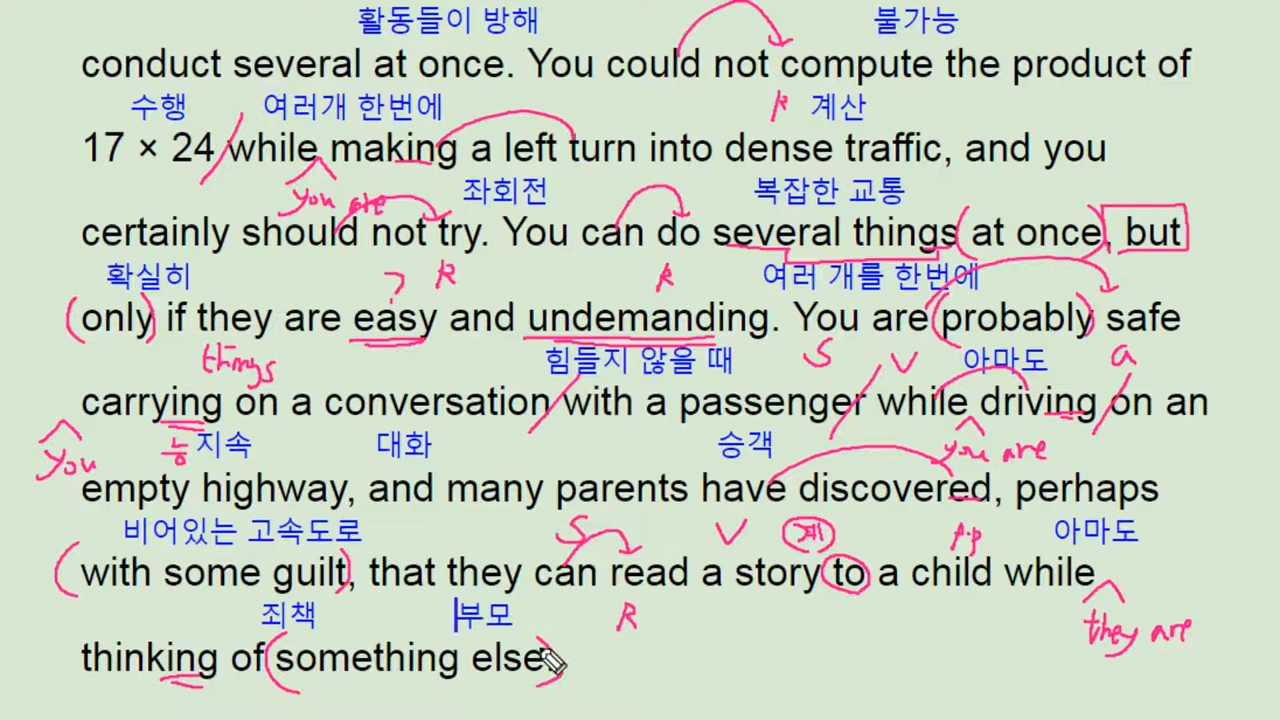 활동들이 방해 불가능
conduct several at once. You could not compute the product of
수행 여러개 한번에 R 계산
17 × 24 while making a left turn into dense traffic, and you
you are 좌회전 복잡한 교통
certainly should not try. You can do several things at once, but
확실히 R R 여러 개를 한번에
only if they are easy and undemanding. You are probably safe
things 힘들지 않을 때 S V 아마도 a
carrying on a conversation with a passenger while driving on an
you 능 지속 대화 승객 you are
empty highway, and many parents have discovered, perhaps
비어있는 고속도로 S V 계 p.p 아마도
with some guilt, that they can read a story to a child while
죄책 부모 R they are
thinking of something else